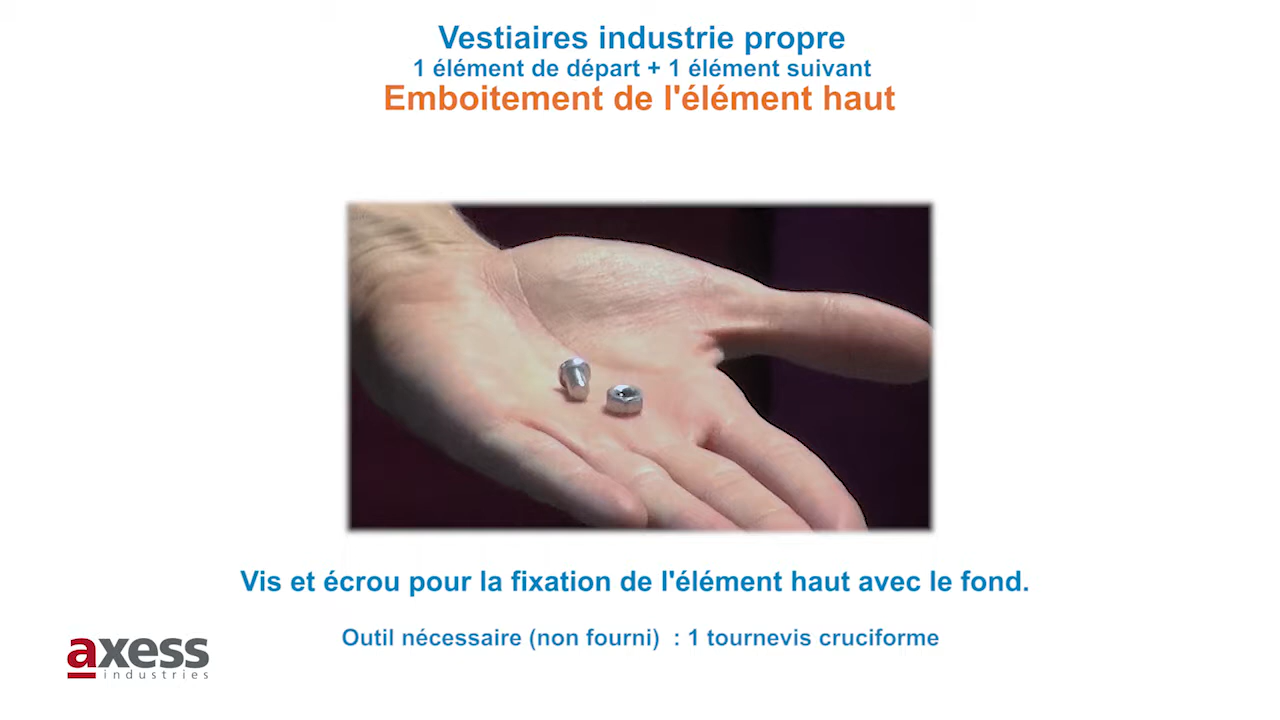 Vestiaires industrie propre
1 élément de départ + 1 élément suivant
Emboitement de l'élément haut
Vis et écrou pour la fixation de l'élément haut avec le fond.
Outil nécessaire (non fourni)  : 1 tournevis cruciforme
axess
industries